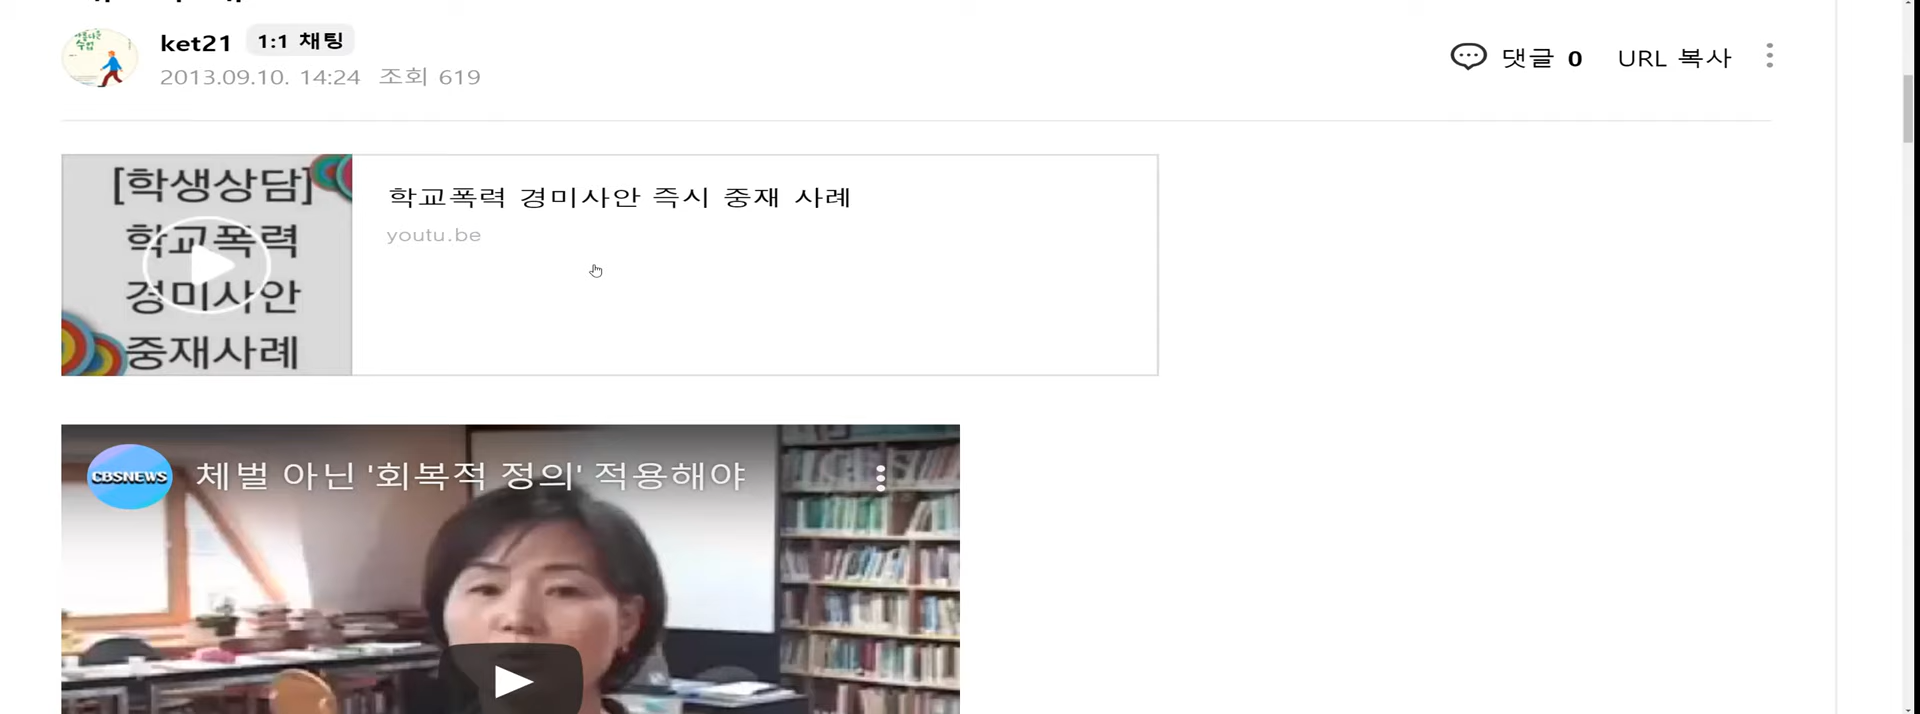 ket21 1:1 채팅
2013.09.10. 14:24 조회 619
댓글 0 URL 복사
[학생상담]
학교폭력
경미사안
중재사례
학교폭력 경미사안 즉시 중재 사례
youtu.be
CBSNEWS 체벌 아닌 '회복적 정의' 적용해야